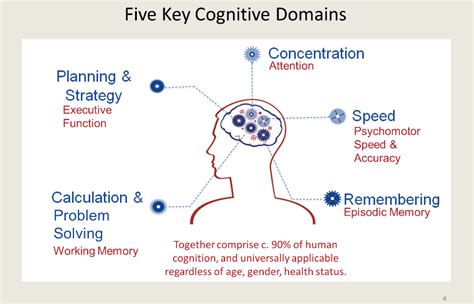 Five Key Cognitive Domains
Concentration
Attention
Planning &
Strategy
Executive
Function
Speed
Psychomotor
Speed &
Accuracy
Calculation &
Problem
Solving
Working Memory
Remembering
Episodic Memory
Together comprise c. 90% of human
cognition, and universally applicable
regardless of age, gender, health status.
4